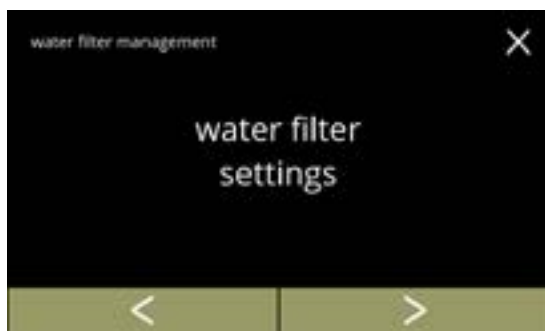 water filter management
water filter
settings
< >